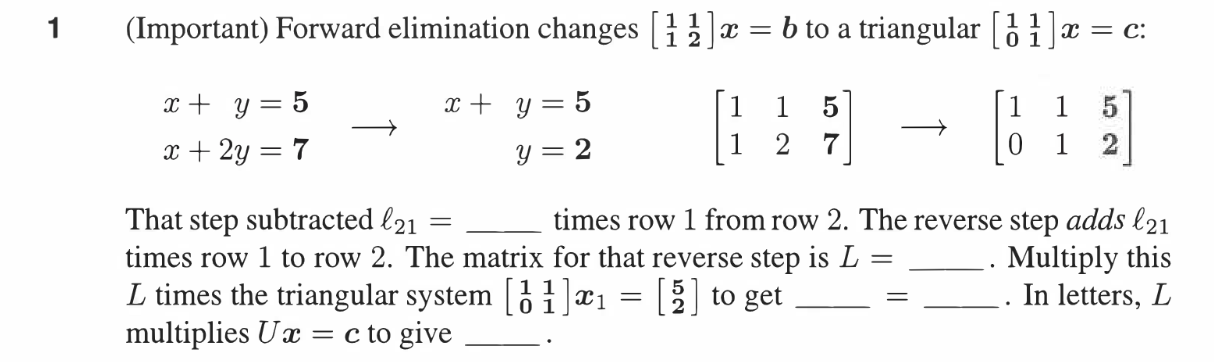 1 (Important) Forward elimination changes [1 1; 1 2] x = b to a triangular [1 1; 0 1] x = c:
x + y = 5 ⟶ x + y = 5 [1 1 5 ⟶ [1 1 5
x + 2y = 7 y = 2 1 2 7] 0 1 2]
That step subtracted ℓ₂₁ = _____ times row 1 from row 2. The reverse step adds ℓ₂₁
times row 1 to row 2. The matrix for that reverse step is L = _____ . Multiply this
L times the triangular system [1 1; 0 1] x₁ = [5; 2] to get _____ = _____ . In letters, L
multiplies Ux = c to give _____ .